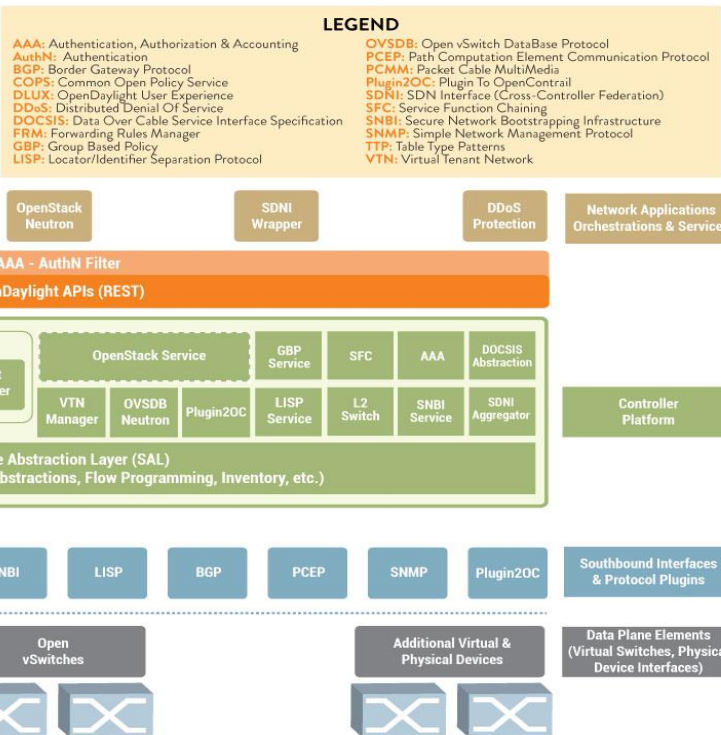 LEGEND
AAA: Authentication, Authorization & Accounting
AuthN: Authentication
BGP: Border Gateway Protocol
COPS: Common Open Policy Service
DLUX: OpenDaylight User Experience
DDoS: Distributed Denial Of Service
DOCSIS: Data Over Cable Service Interface Specification
FRM: Forwarding Rules Manager
GBP: Group Based Policy
LISP: Locator/Identifier Separation Protocol
OVSDB: Open vSwitch DataBase Protocol
PCEP: Path Computation Element Communication Protocol
PCMM: Packet Cable MultiMedia
Plugin2OC: Plugin To OpenContrail
SDNI: SDN Interface (Cross-Controller Federation)
SFC: Service Function Chaining
SNBI: Secure Network Bootstrapping Infrastructure
SNMP: Simple Network Management Protocol
TTP: Table Type Patterns
VTN: Virtual Tenant Network
OpenStack
Neutron
SDNI
Wrapper
DDoS
Protection
Network Applications
Orchestrations & Service
AAA - AuthN Filter
Daylight APIs (REST)
OpenStack Service
GBP
Service
SFC
AAA
DOCSIS
Abstraction
er
VTN
Manager
OVSDB
Neutron
Plugin2OC
LISP
Service
L2
Switch
SNBI
Service
SDNI
Aggregator
Controller
Platform
e Abstraction Layer (SAL)
bstractions, Flow Programming, Inventory, etc.)
NBI
LISP
BGP
PCEP
SNMP
Plugin2OC
Southbound Interfaces
& Protocol Plugins
Open
vSwitches
Additional Virtual &
Physical Devices
Data Plane Elements
(Virtual Switches, Physica
Device Interfaces)